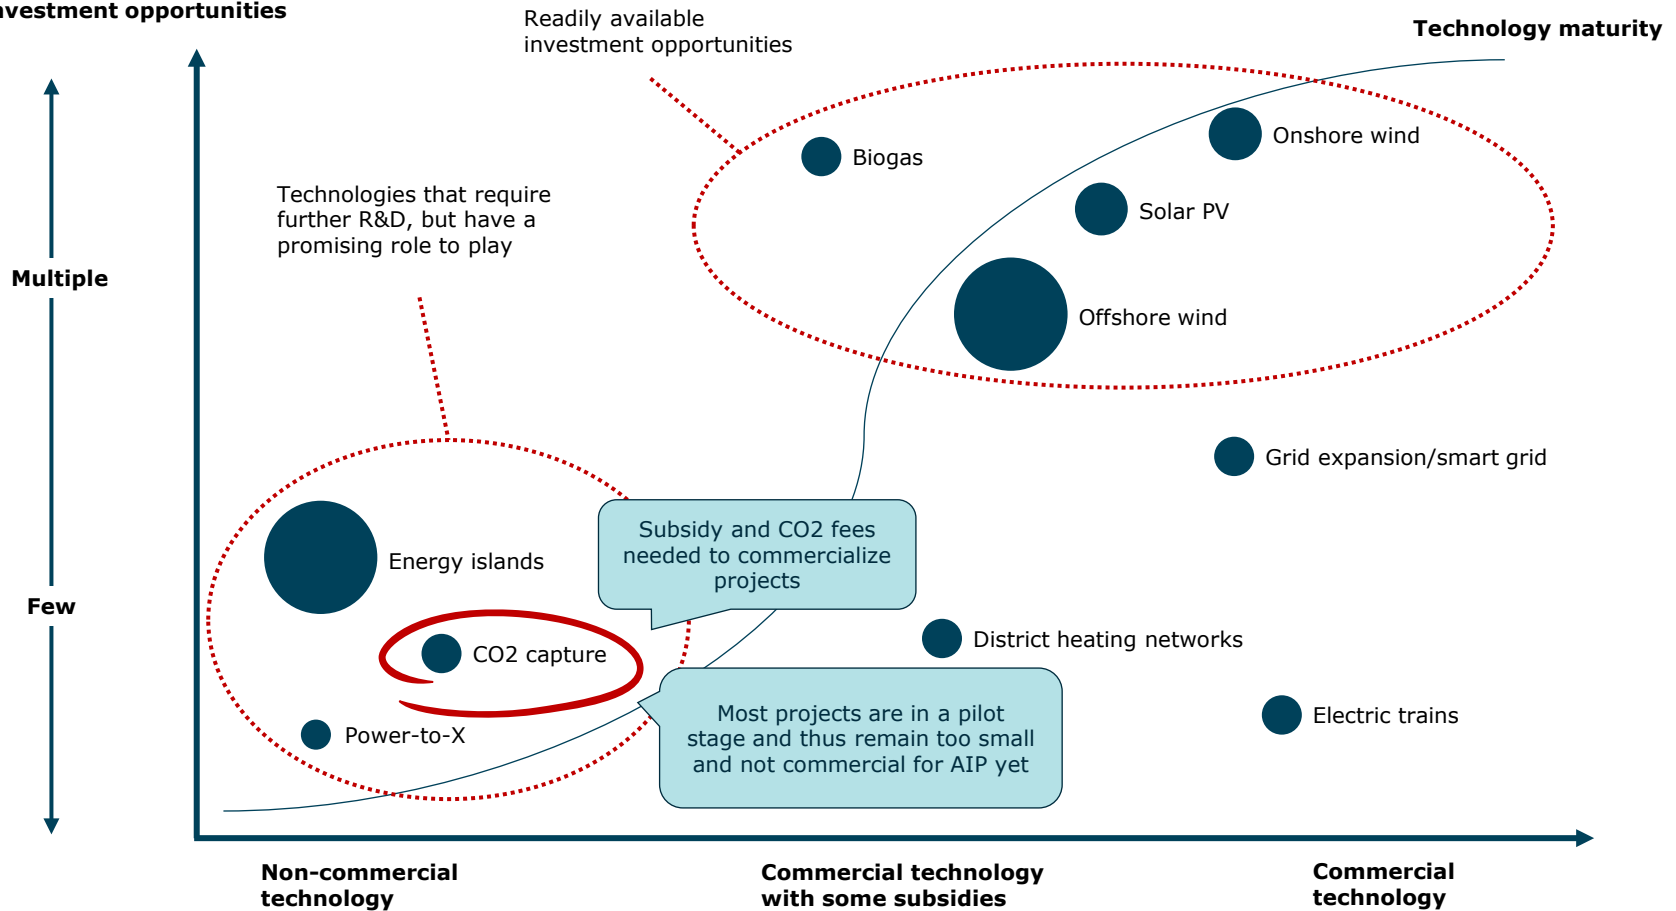 nvestment opportunities
Readily available
investment opportunities
Technology maturity
Biogas
Onshore wind
Technologies that require
further R&D, but have a
promising role to play
Solar PV
Multiple
Offshore wind
Grid expansion/smart grid
Subsidy and CO2 fees
needed to commercialize
projects
Energy islands
Few
CO2 capture
District heating networks
Most projects are in a pilot
stage and thus remain too small
and not commercial for AIP yet
Electric trains
Power-to-X
Non-commercial
technology
Commercial technology
with some subsidies
Commercial
technology